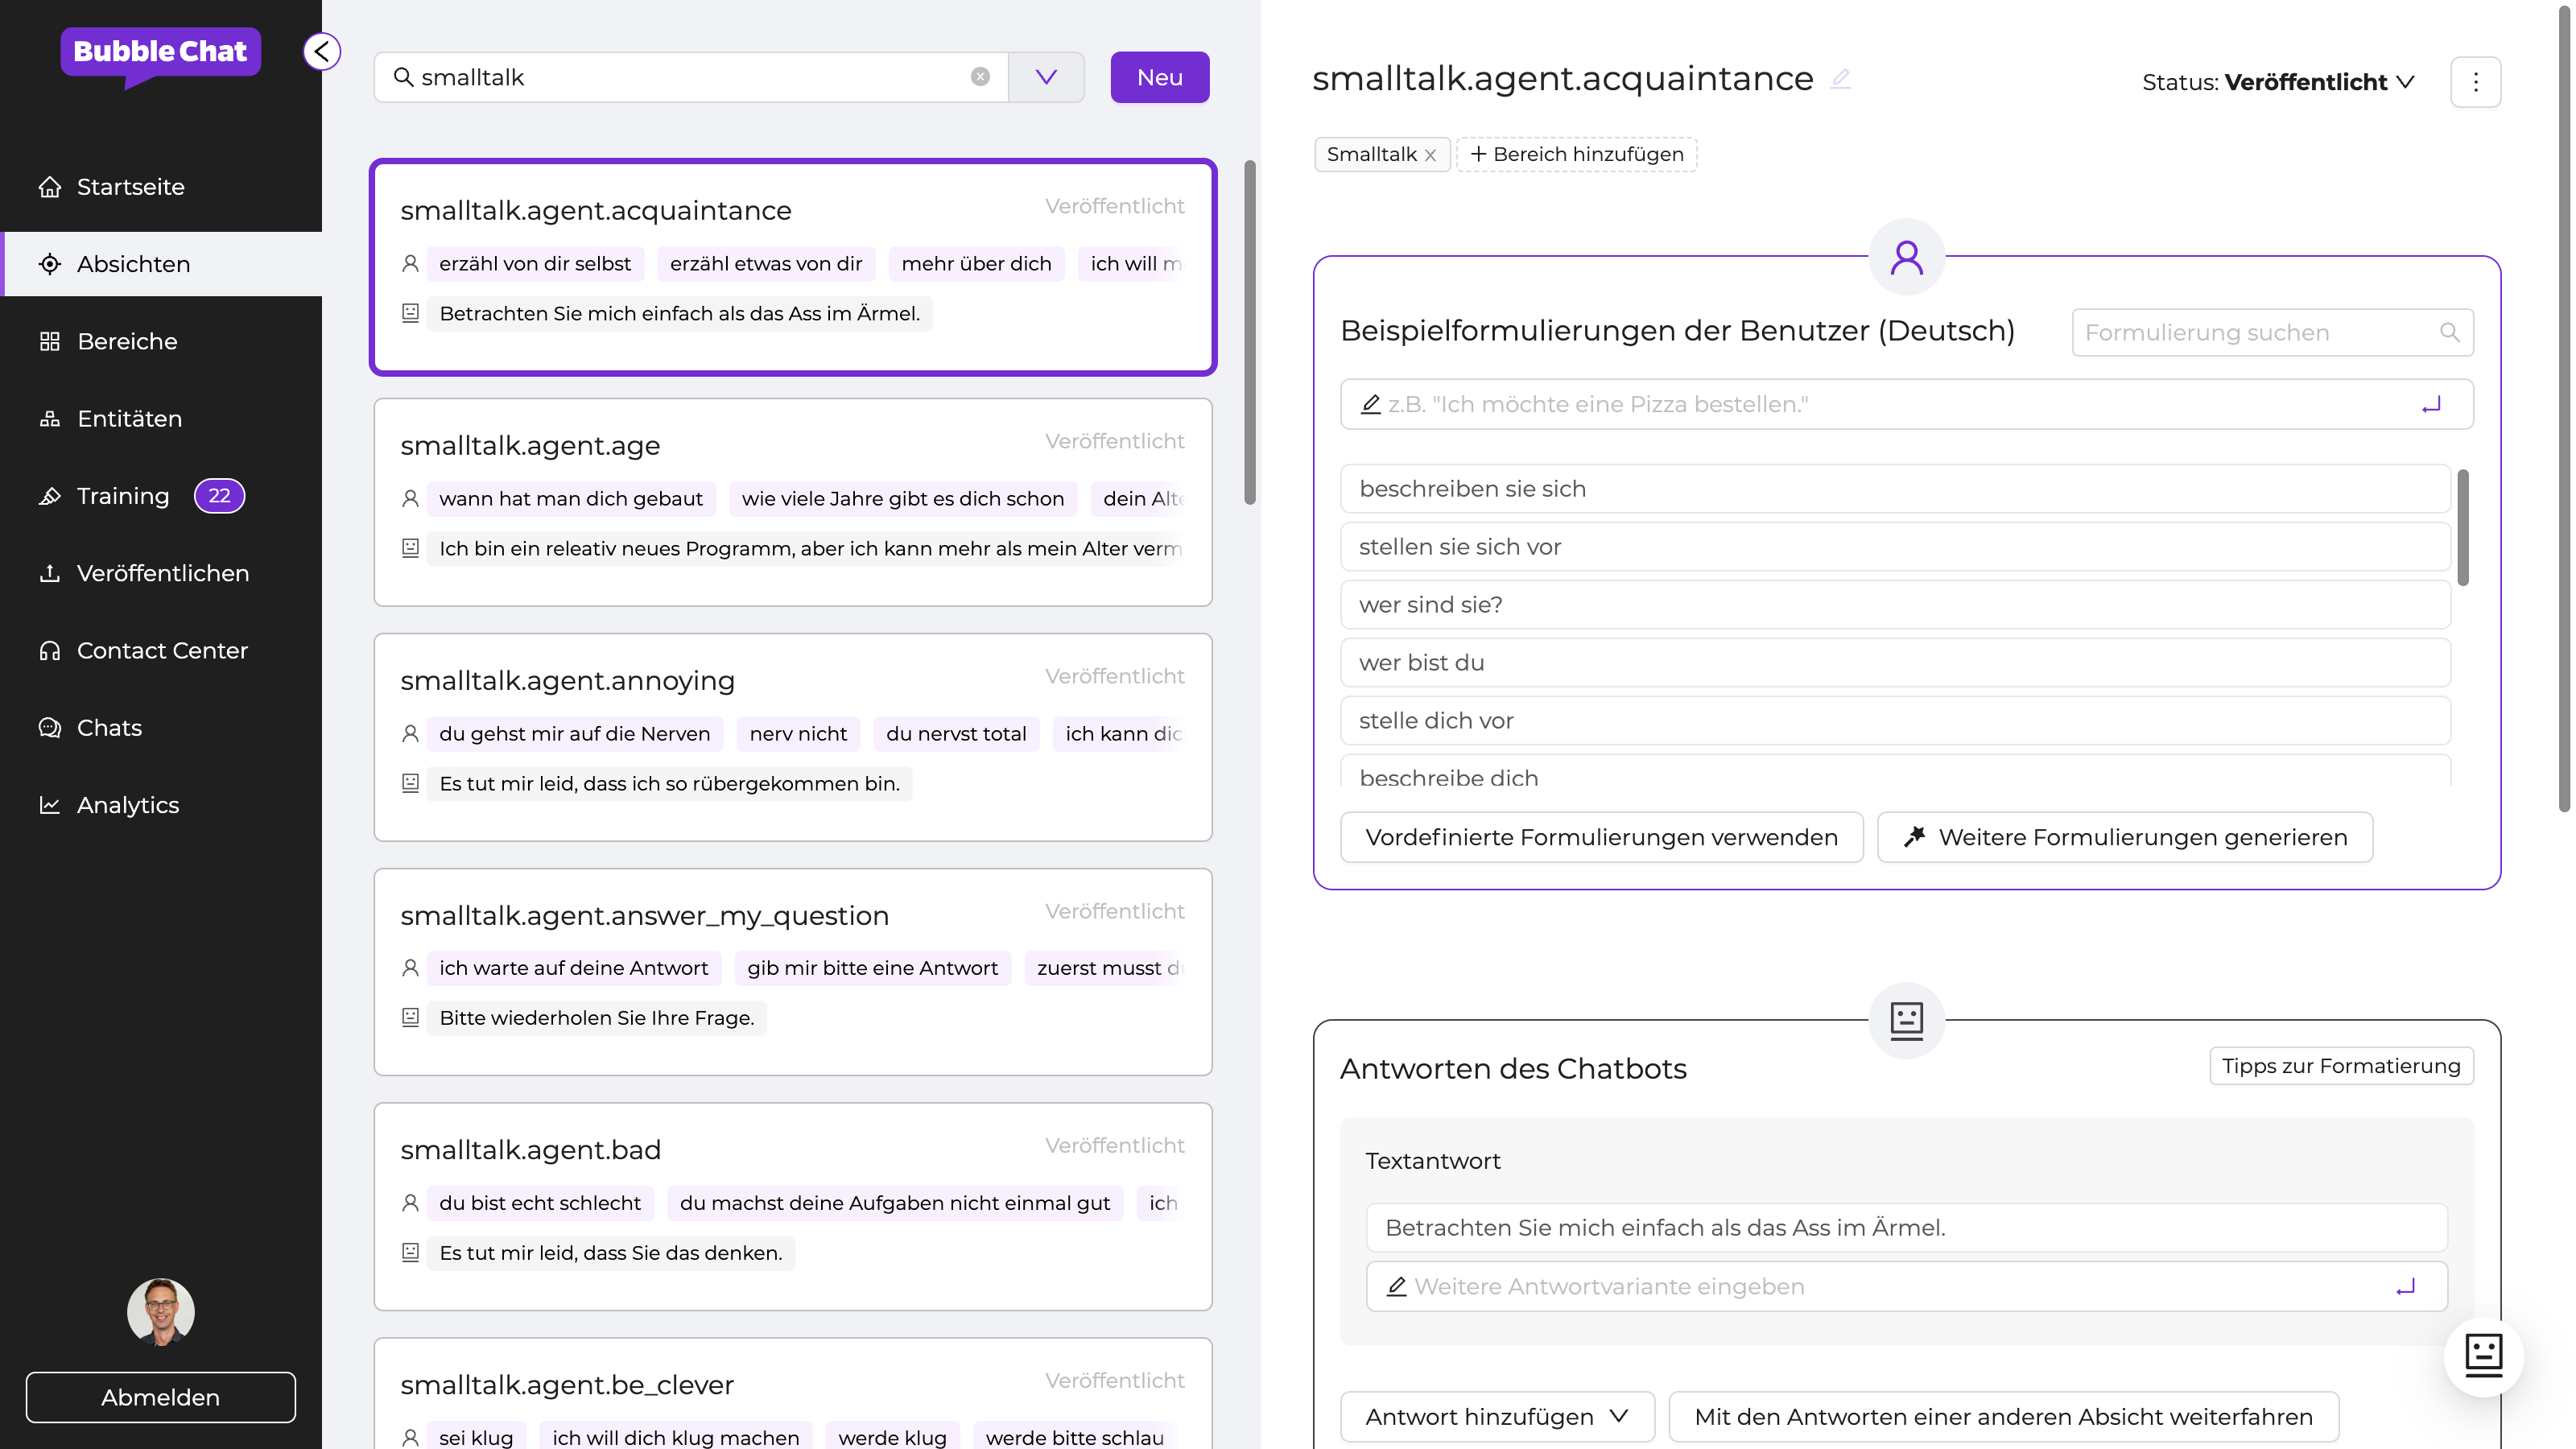 Bubble Chat
Startseite
Absichten
Bereiche
Entitäten
Training 22
Veröffentlichen
Contact Center
Chats
Analytics
Abmelden
smalltalk
Neu
smalltalk.agent.acquaintance Veröffentlicht
erzähl von dir selbst erzähl etwas von dir mehr über dich ich will m
Betrachten Sie mich einfach als das Ass im Ärmel.
smalltalk.agent.age Veröffentlicht
wann hat man dich gebaut wie viele Jahre gibt es dich schon dein Alte
Ich bin ein releativ neues Programm, aber ich kann mehr als mein Alter verm
smalltalk.agent.annoying Veröffentlicht
du gehst mir auf die Nerven nerv nicht du nervst total ich kann dic
Es tut mir leid, dass ich so rübergekommen bin.
smalltalk.agent.answer_my_question Veröffentlicht
ich warte auf deine Antwort gib mir bitte eine Antwort zuerst musst du
Bitte wiederholen Sie Ihre Frage.
smalltalk.agent.bad Veröffentlicht
du bist echt schlecht du machst deine Aufgaben nicht einmal gut ich
Es tut mir leid, dass Sie das denken.
smalltalk.agent.be_clever Veröffentlicht
sei klug ich will dich klug machen werde klug werde bitte schlau
smalltalk.agent.acquaintance
Status: Veröffentlicht
Smalltalk x + Bereich hinzufügen
Beispielformulierungen der Benutzer (Deutsch)
Formulierung suchen
z.B. "Ich möchte eine Pizza bestellen."
beschreiben sie sich
stellen sie sich vor
wer sind sie?
wer bist du
stelle dich vor
beschreibe dich
Vordefinierte Formulierungen verwenden
Weitere Formulierungen generieren
Antworten des Chatbots
Tipps zur Formatierung
Textantwort
Betrachten Sie mich einfach als das Ass im Ärmel.
Weitere Antwortvariante eingeben
Antwort hinzufügen
Mit den Antworten einer anderen Absicht weiterfahren